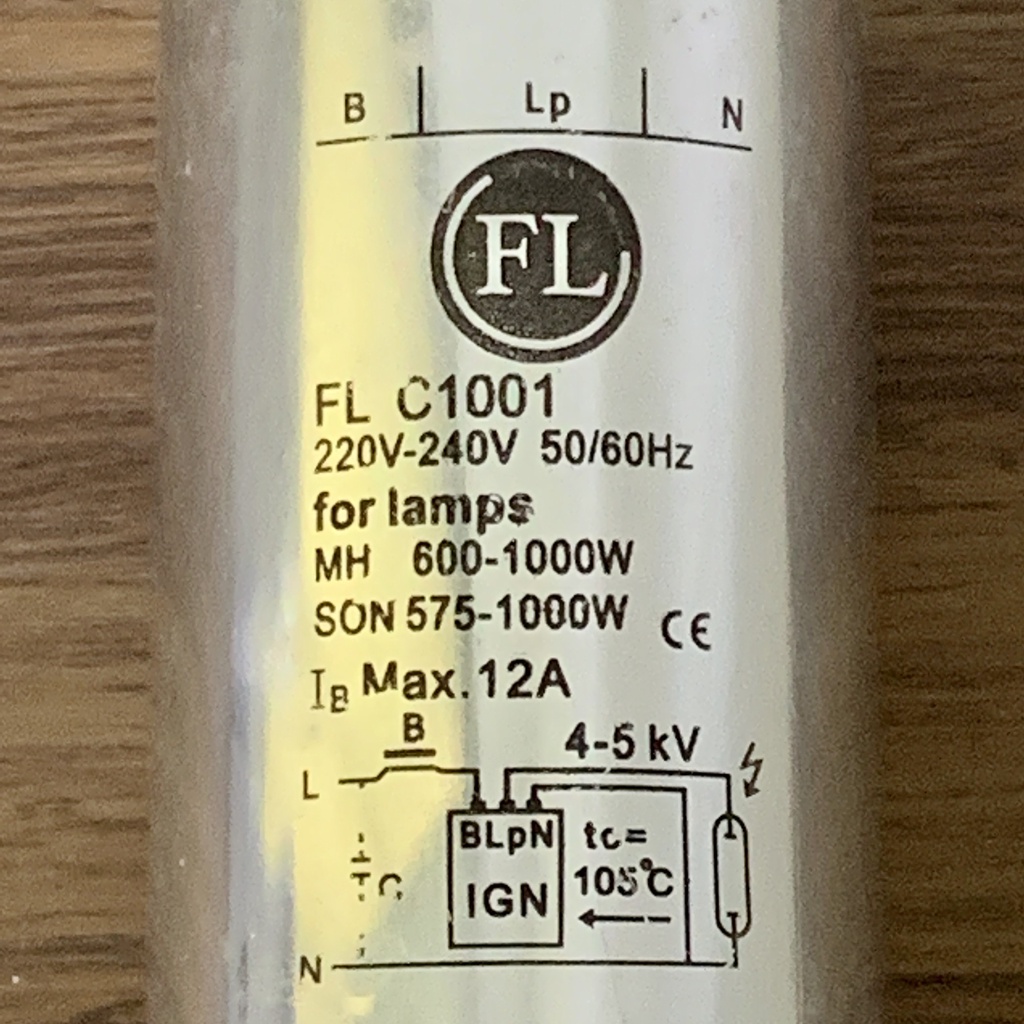 B Lp N
FL
FL C1001
220V-240V 50/60Hz
for lamps
MH 600-1000W
SON 575-1000W CE
IB Max. 12A
B
4-5 kV
L
BLpN tc=
C IGN 105°C
N